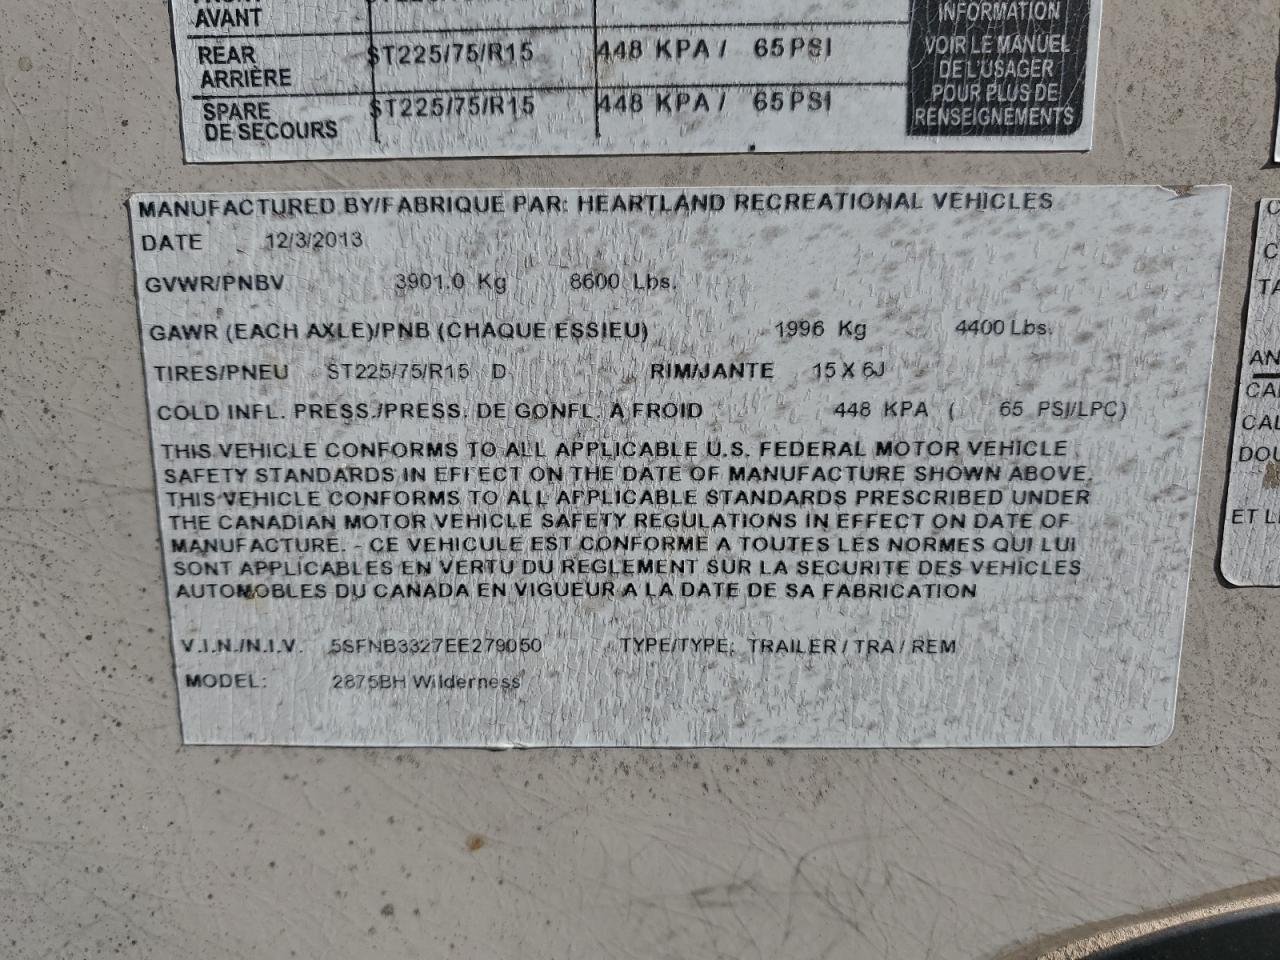 AVANT
REAR ST225/75/R15 448 KPA / 65 PSI
ARRIÈRE
SPARE ST225/75/R15 448 KPA / 65 PSI
DE SECOURS
INFORMATION
VOIR LE MANUEL
DE L'USAGER
POUR PLUS DE
RENSEIGNEMENTS
MANUFACTURED BY/FABRIQUE PAR: HEARTLAND RECREATIONAL VEHICLES
DATE 12/3/2013
GVWR/PNBV 3901.0 Kg 8600 Lbs.
GAWR (EACH AXLE)/PNB (CHAQUE ESSIEU) 1996 Kg 4400 Lbs.
TIRES/PNEU ST225/75/R15 D RIM/JANTE 15 X 6J
COLD INFL. PRESS./PRESS. DE GONFL. A FROID 448 KPA ( 65 PSI/LPC)
THIS VEHICLE CONFORMS TO ALL APPLICABLE U.S. FEDERAL MOTOR VEHICLE
SAFETY STANDARDS IN EFFECT ON THE DATE OF MANUFACTURE SHOWN ABOVE.
THIS VEHICLE CONFORMS TO ALL APPLICABLE STANDARDS PRESCRIBED UNDER
THE CANADIAN MOTOR VEHICLE SAFETY REGULATIONS IN EFFECT ON DATE OF
MANUFACTURE. - CE VEHICULE EST CONFORME A TOUTES LES NORMES QUI LUI
SONT APPLICABLES EN VERTU DU REGLEMENT SUR LA SECURITE DES VEHICLES
AUTOMOBLES DU CANADA EN VIGUEUR A LA DATE DE SA FABRICATION
V.I.N./N.I.V. 5SFNB3327EE279050 TYPE/TYPE: TRAILER / TRA / REM
MODEL: 2875BH Wilderness